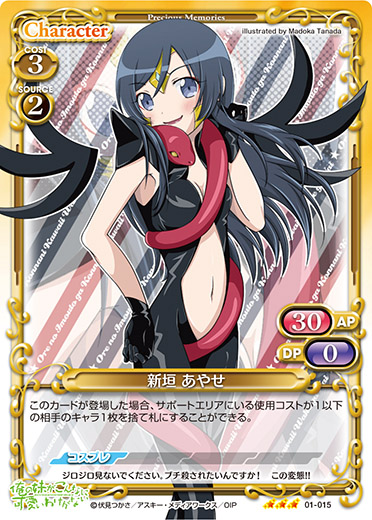 Precious Memories
Character
illustrated by Madoka Tanada
COST
3
SOURCE
2
30 AP
DP 0
新垣 あやせ
このカードが登場した場合、サポートエリアにいる使用コストが1以下
の相手のキャラ1枚を捨て札にすることができる。
コスプレ
ジロジロ見ないでください。ブチ殺されたいんですか! この変態!!
俺の妹がこんなに
可愛いわけがない
©伏見つかさ/アスキー・メディアワークス/OIP
★★★ 01-015
Ore no Imouto ga Konnani Kawaii Wa